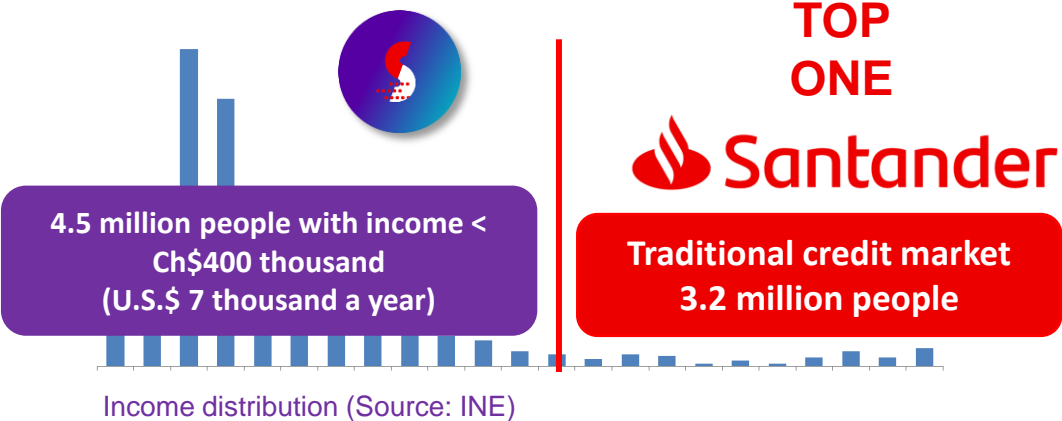 TOP
ONE
Santander
4.5 million people with income <
Ch$400 thousand
(U.S.$ 7 thousand a year)
Traditional credit market
3.2 million people
Income distribution (Source: INE)